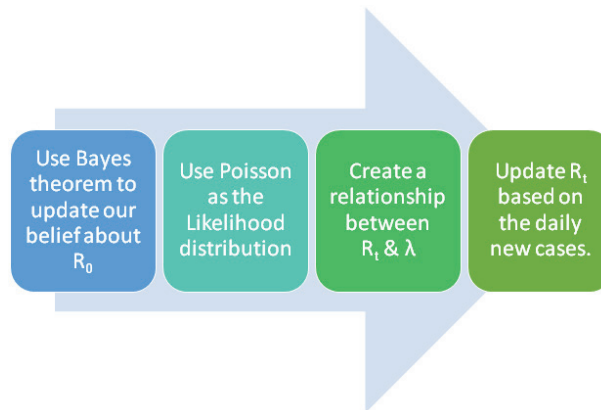 Use Bayes
theorem to
update our
belief about
R₀
Use Poisson
as the
Likelihood
distribution
Create a
relationship
between
Rₜ & λ
Update Rₜ
based on
the daily
new cases.